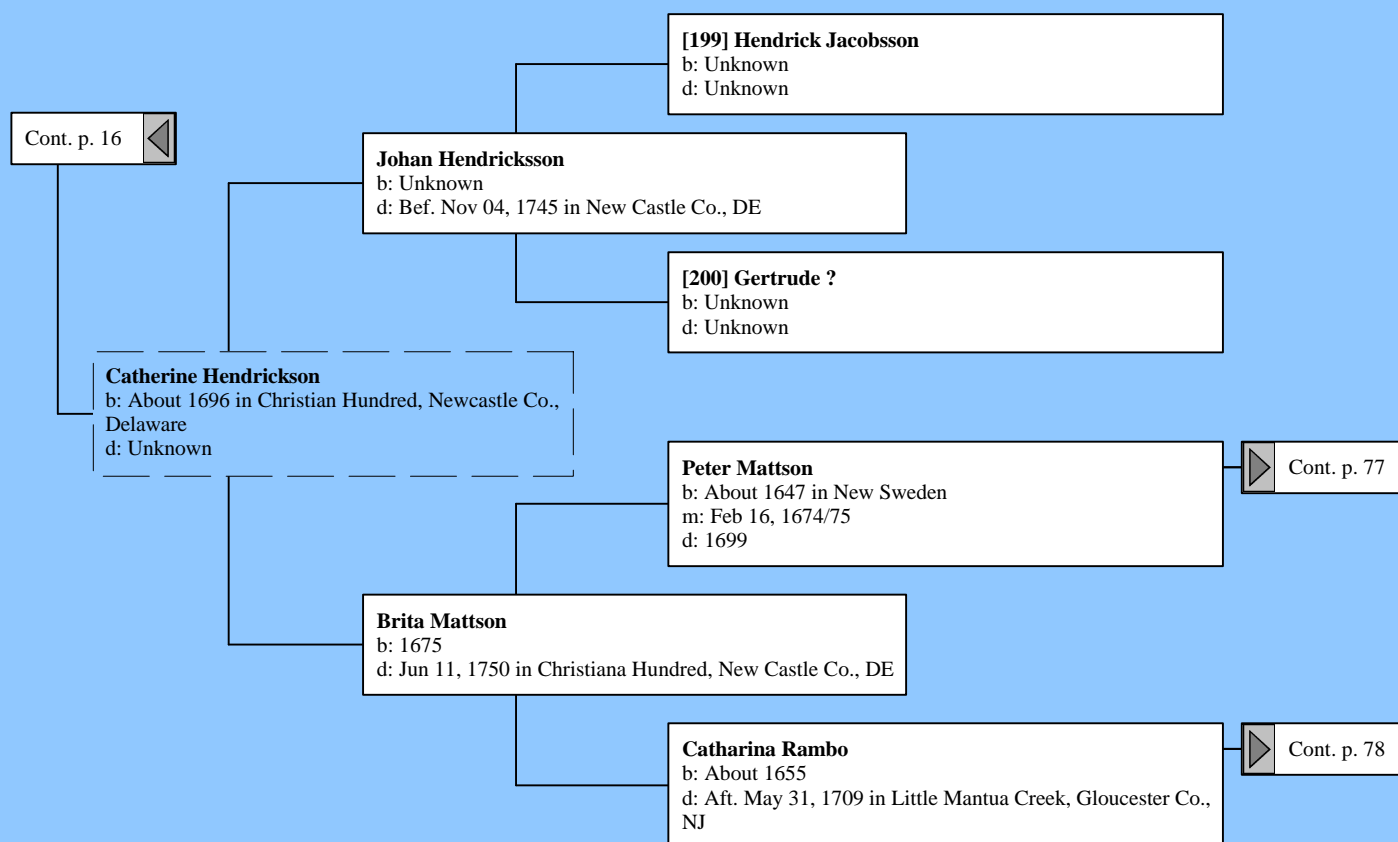 [199] Hendrick Jacobsson
b: Unknown
d: Unknown
Cont. p. 16
Johan Hendricksson
b: Unknown
d: Bef. Nov 04, 1745 in New Castle Co., DE
[200] Gertrude ?
b: Unknown
d: Unknown
Catherine Hendrickson
b: About 1696 in Christian Hundred, Newcastle Co.,
Delaware
d: Unknown
Peter Mattson
b: About 1647 in New Sweden
m: Feb 16, 1674/75
d: 1699
Cont. p. 77
Brita Mattson
b: 1675
d: Jun 11, 1750 in Christiana Hundred, New Castle Co., DE
Catharina Rambo
b: About 1655
d: Aft. May 31, 1709 in Little Mantua Creek, Gloucester Co.,
NJ
Cont. p. 78